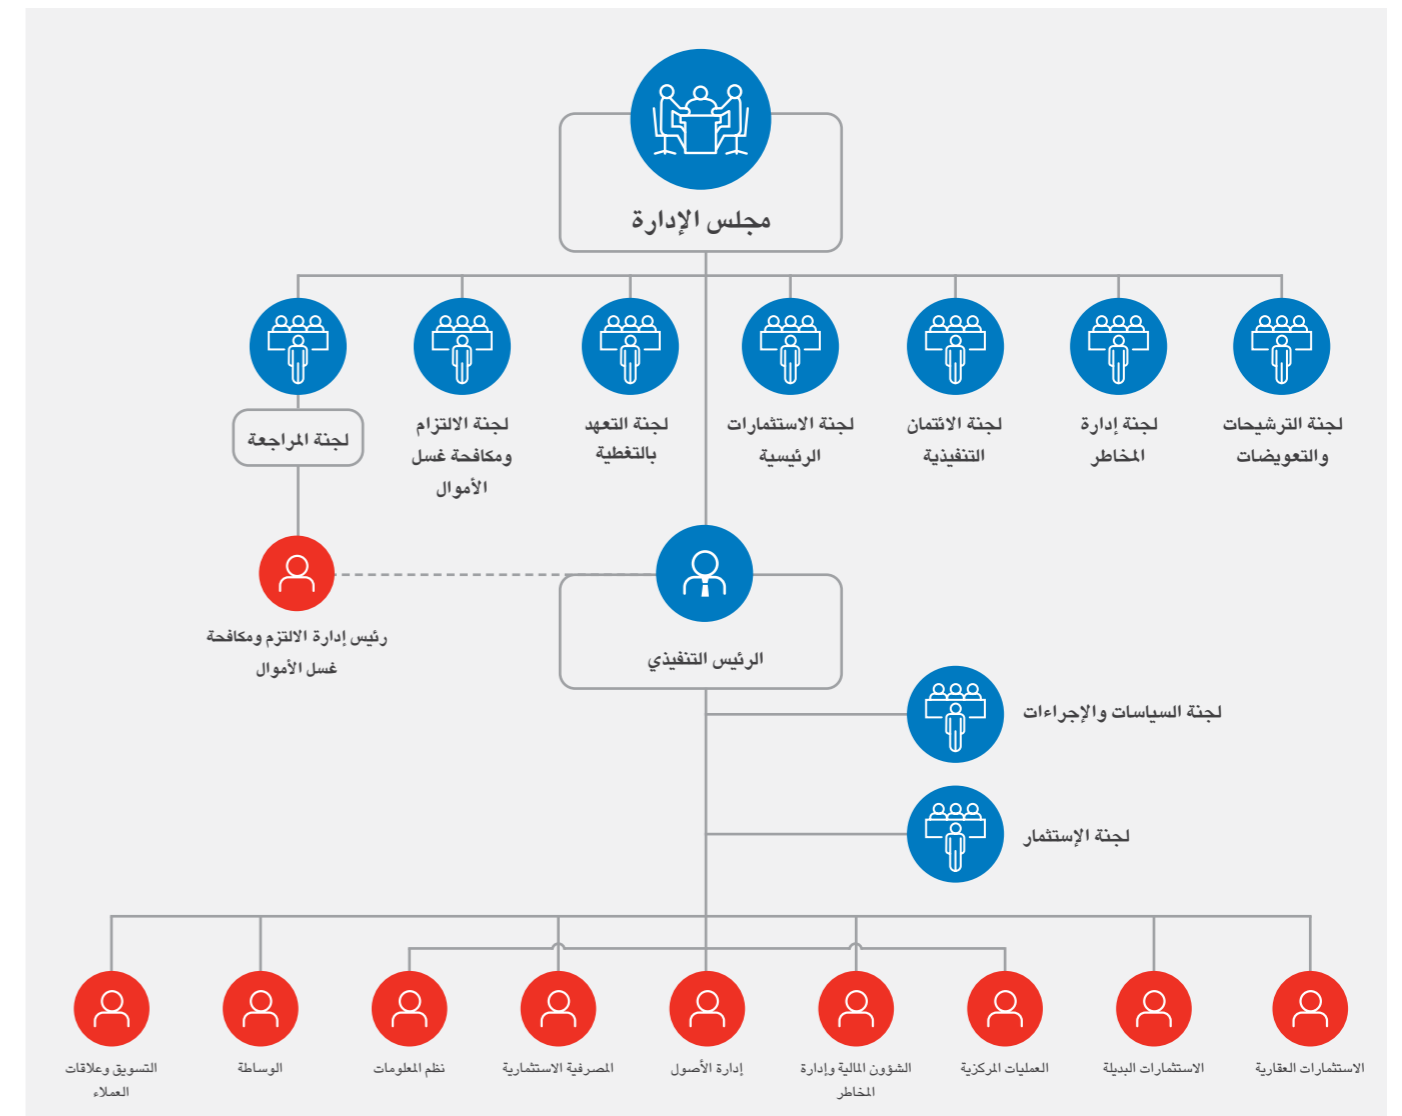 مجلس الإدارة
لجنة الترشيحات
والتعويضات
لجنة إدارة
المخاطر
لجنة الائتمان
التنفيذية
لجنة الاستثمارات
الرئيسية
لجنة التعهد
بالتغطية
لجنة الالتزام
ومكافحة غسل
الأموال
لجنة المراجعة
رئيس إدارة الالتزم ومكافحة
غسل الأموال
الرئيس التنفيذي
لجنة السياسات والإجراءات
لجنة الإستثمار
الاستثمارات العقارية
الاستثمارات البديلة
العمليات المركزية
الشؤون المالية وإدارة
المخاطر
إدارة الأصول
المصرفية الاستثمارية
نظم المعلومات
الوساطة
التسويق وعلاقات
العملاء